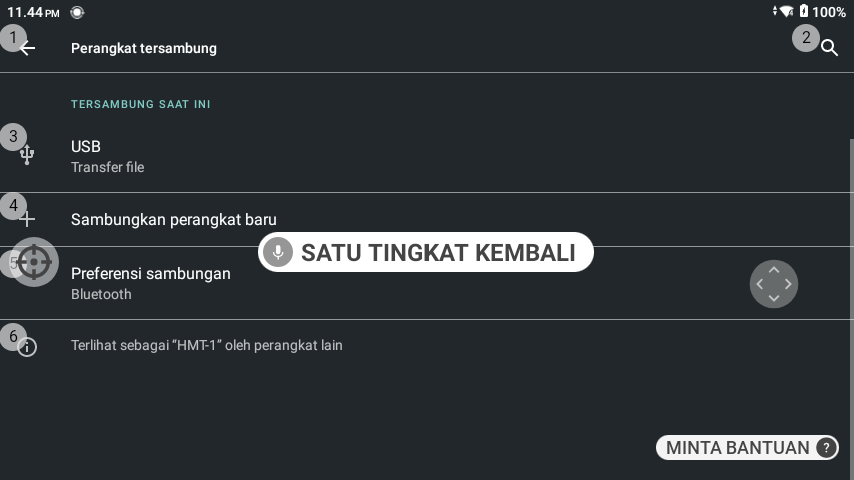 11.44 PM
100%
1
Perangkat tersambung
2
TERSAMBUNG SAAT INI
3
USB
Transfer file
4
Sambungkan perangkat baru
SATU TINGKAT KEMBALI
5
Preferensi sambungan
Bluetooth
6
Terlihat sebagai “HMT-1” oleh perangkat lain
MINTA BANTUAN ?